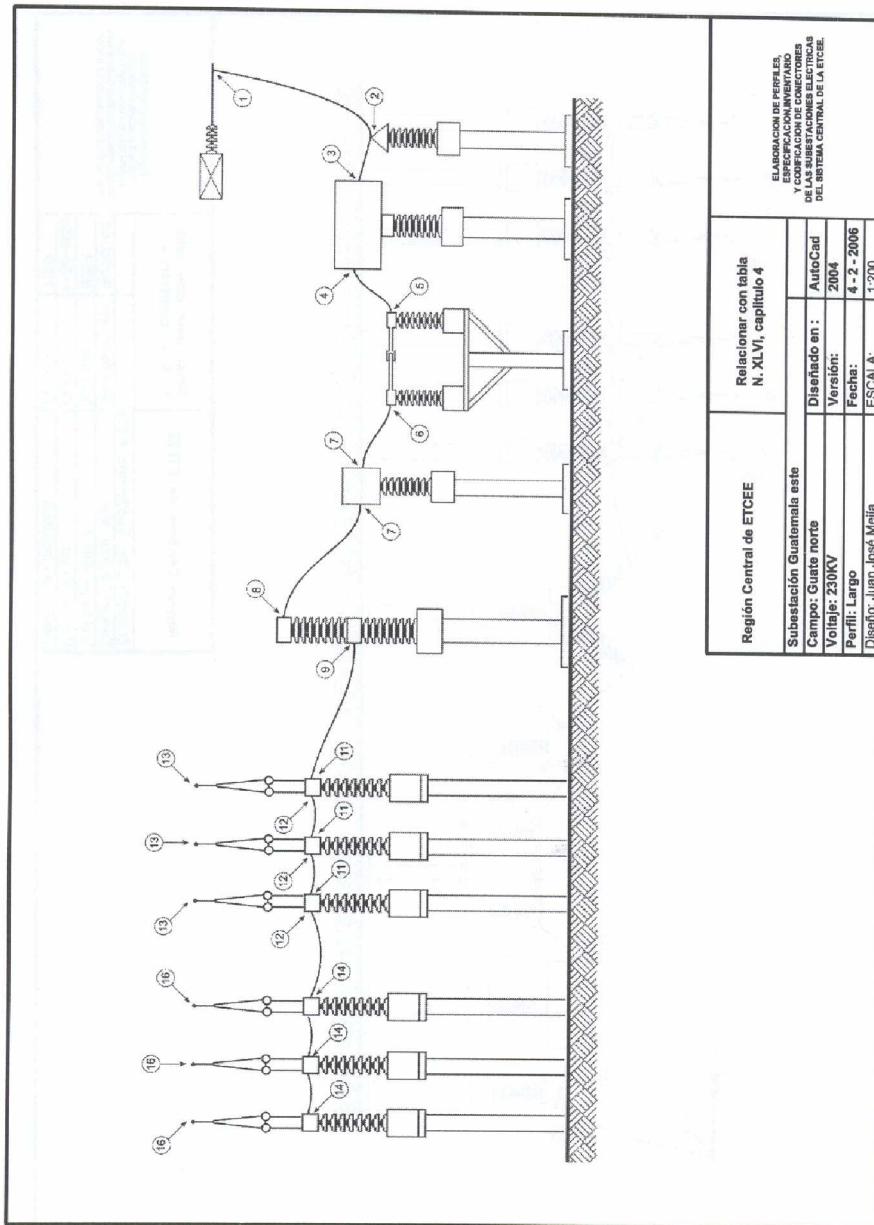 1
2
3
4
5
6
7
7
8
9
11
12
13
11
12
13
11
12
13
14
16
14
16
14
16
Región Central de ETCEE
Relacionar con tabla
N. XLVI, caplitulo 4
ELABORACION DE PERFILES,
ESPECIFICACION,INVENTARIO
Y CODIFICACION DE CONECTORES
DE LAS SUBESTACIONES ELECTRICAS
DEL SISTEMA CENTRAL DE LA ETCEE.
Subestación Guatemala este
Campo: Guate norte
Diseñado en : AutoCad
Voltaje: 230KV
Versión: 2004
Perfil: Largo
Fecha: 4 - 2 - 2006
Diseño: Juan José Mejía
ESCALA: 1:200